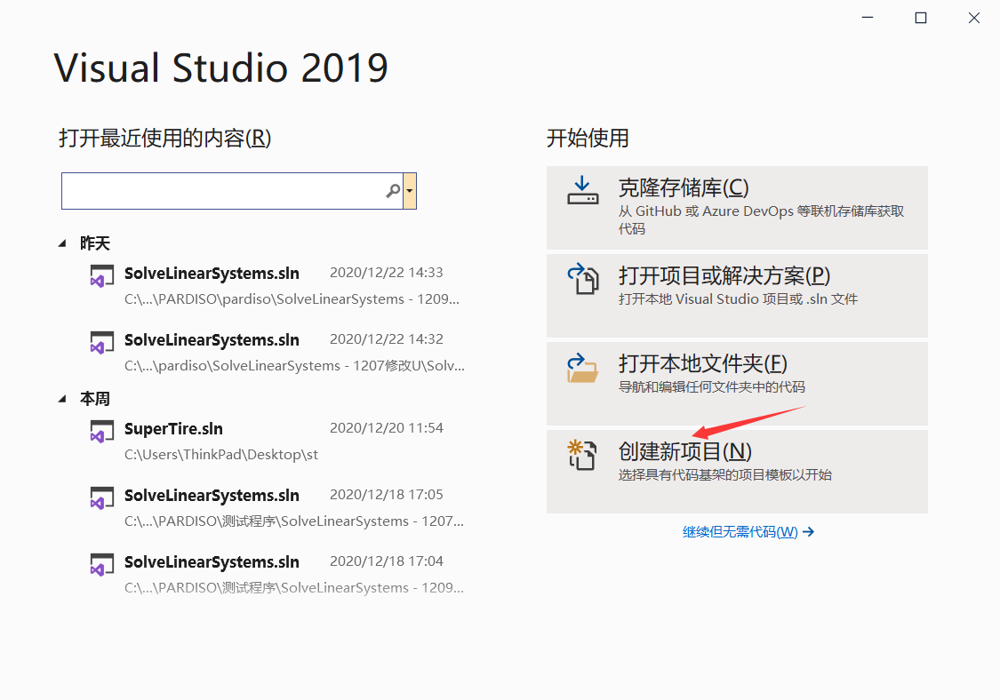 Visual Studio 2019
打开最近使用的内容(R)
昨天
SolveLinearSystems.sln 2020/12/22 14:33
C:\...\PARDISO\pardiso\SolveLinearSystems - 1209...
SolveLinearSystems.sln 2020/12/22 14:32
C:\...\pardiso\SolveLinearSystems - 1207修改U\Solv...
本周
SuperTire.sln 2020/12/20 11:54
C:\Users\ThinkPad\Desktop\st
SolveLinearSystems.sln 2020/12/18 17:05
C:\...\PARDISO\测试程序\SolveLinearSystems - 1207...
SolveLinearSystems.sln 2020/12/18 17:04
C:\...\PARDISO\测试程序\SolveLinearSystems - 1209...
开始使用
克隆存储库(C)
从 GitHub 或 Azure DevOps 等联机存储库获取
代码
打开项目或解决方案(P)
打开本地 Visual Studio 项目或 .sln 文件
打开本地文件夹(F)
导航和编辑任何文件夹中的代码
创建新项目(N)
选择具有代码基架的项目模板以开始
继续但无需代码(W)